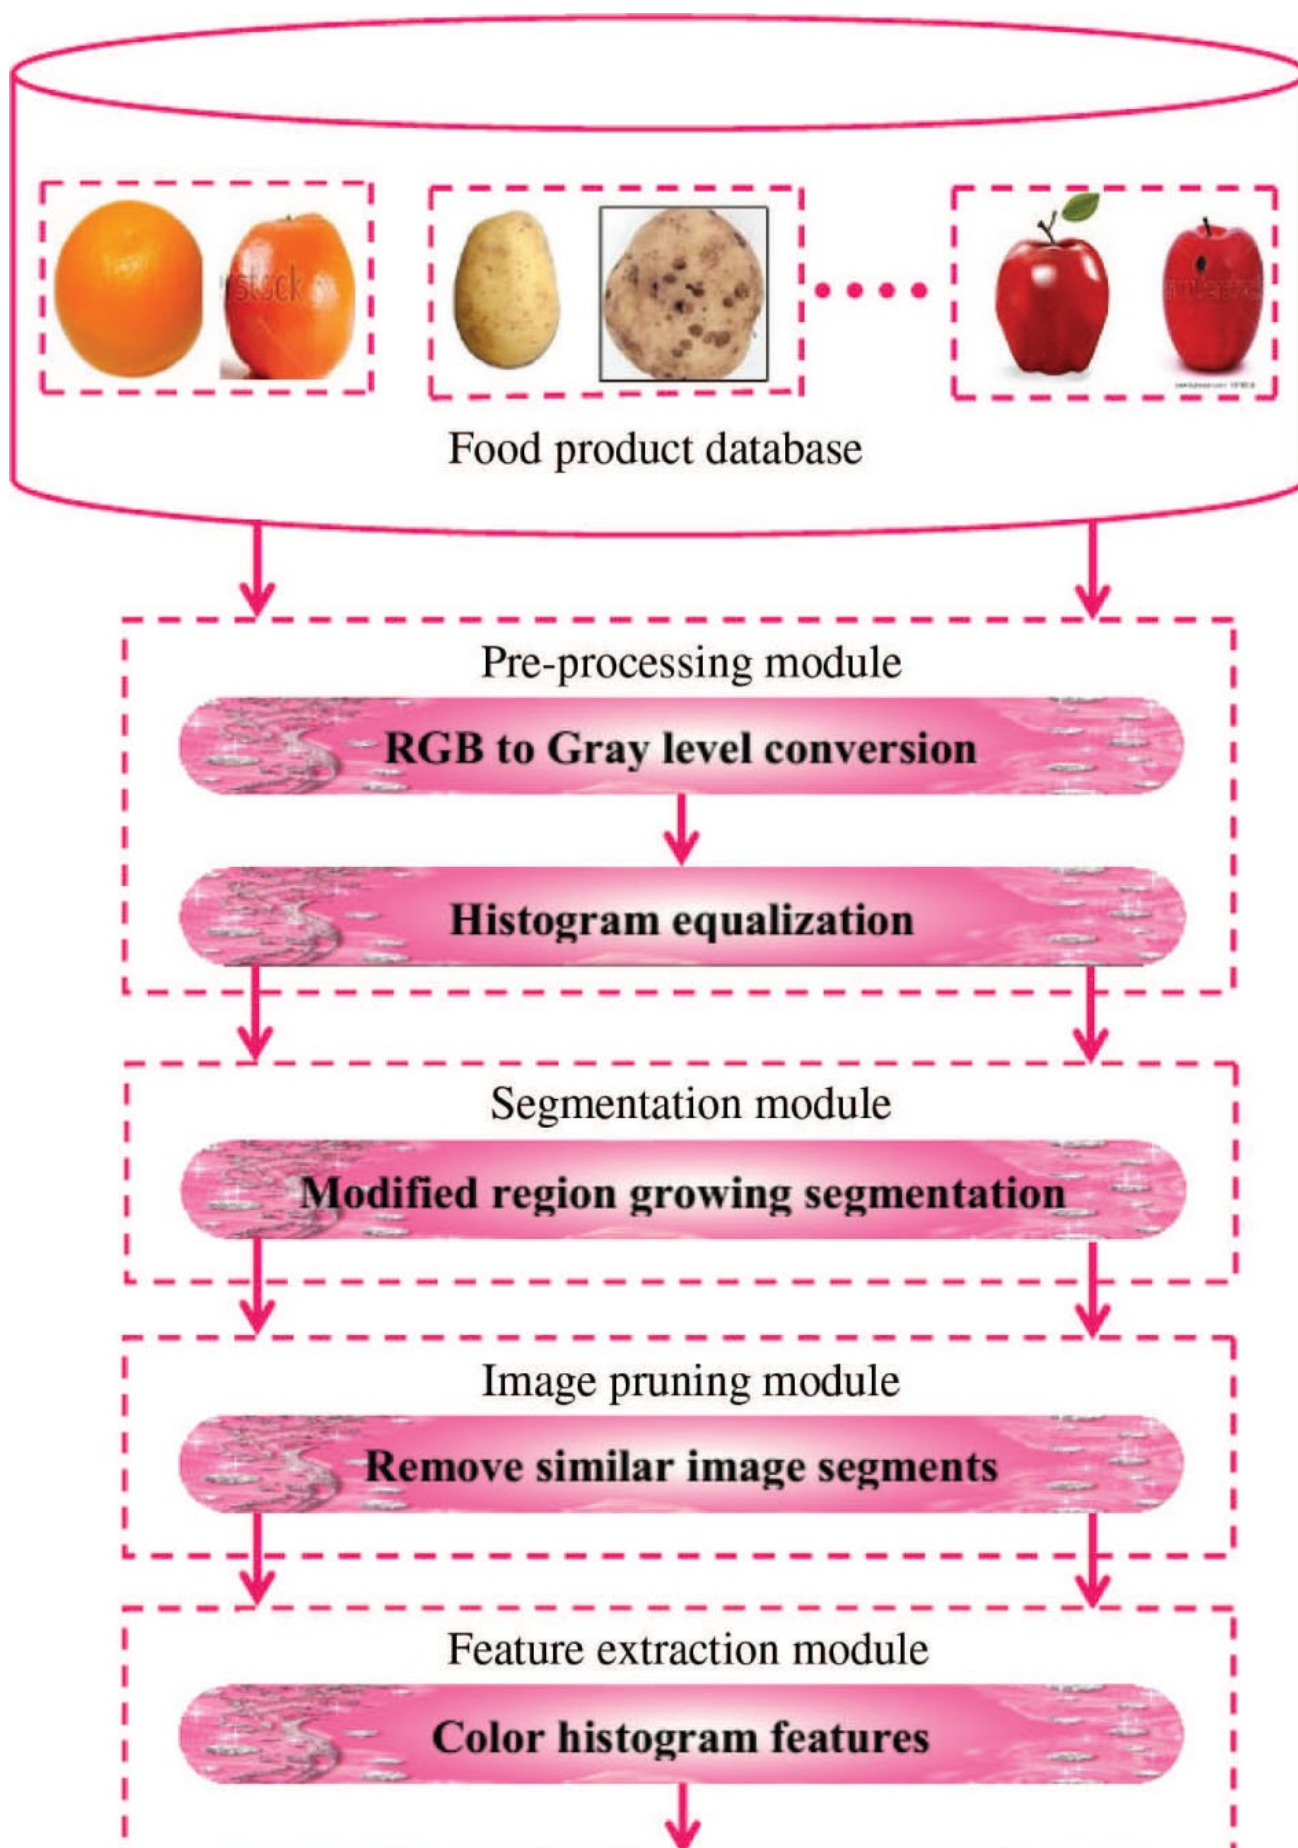 Food product database
Pre-processing module
RGB to Gray level conversion
Histogram equalization
Segmentation module
Modified region growing segmentation
Image pruning module
Remove similar image segments
Feature extraction module
Color histogram features